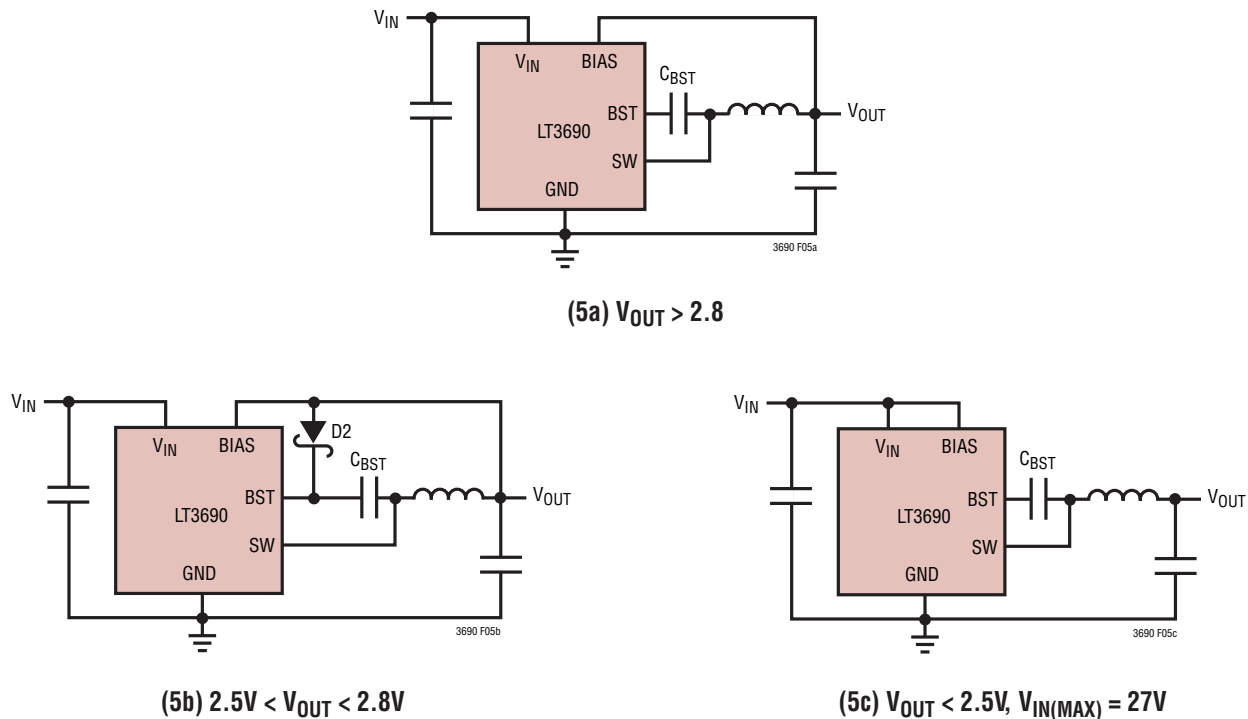 V_IN
V_IN BIAS
C_BST
BST
V_OUT
LT3690
SW
GND
3690 F05a
(5a) V_OUT > 2.8
V_IN
V_IN BIAS
D2
C_BST
BST
V_OUT
LT3690
SW
GND
3690 F05b
(5b) 2.5V < V_OUT < 2.8V
V_IN
V_IN BIAS
C_BST
BST
V_OUT
LT3690
SW
GND
3690 F05c
(5c) V_OUT < 2.5V, V_IN(MAX) = 27V